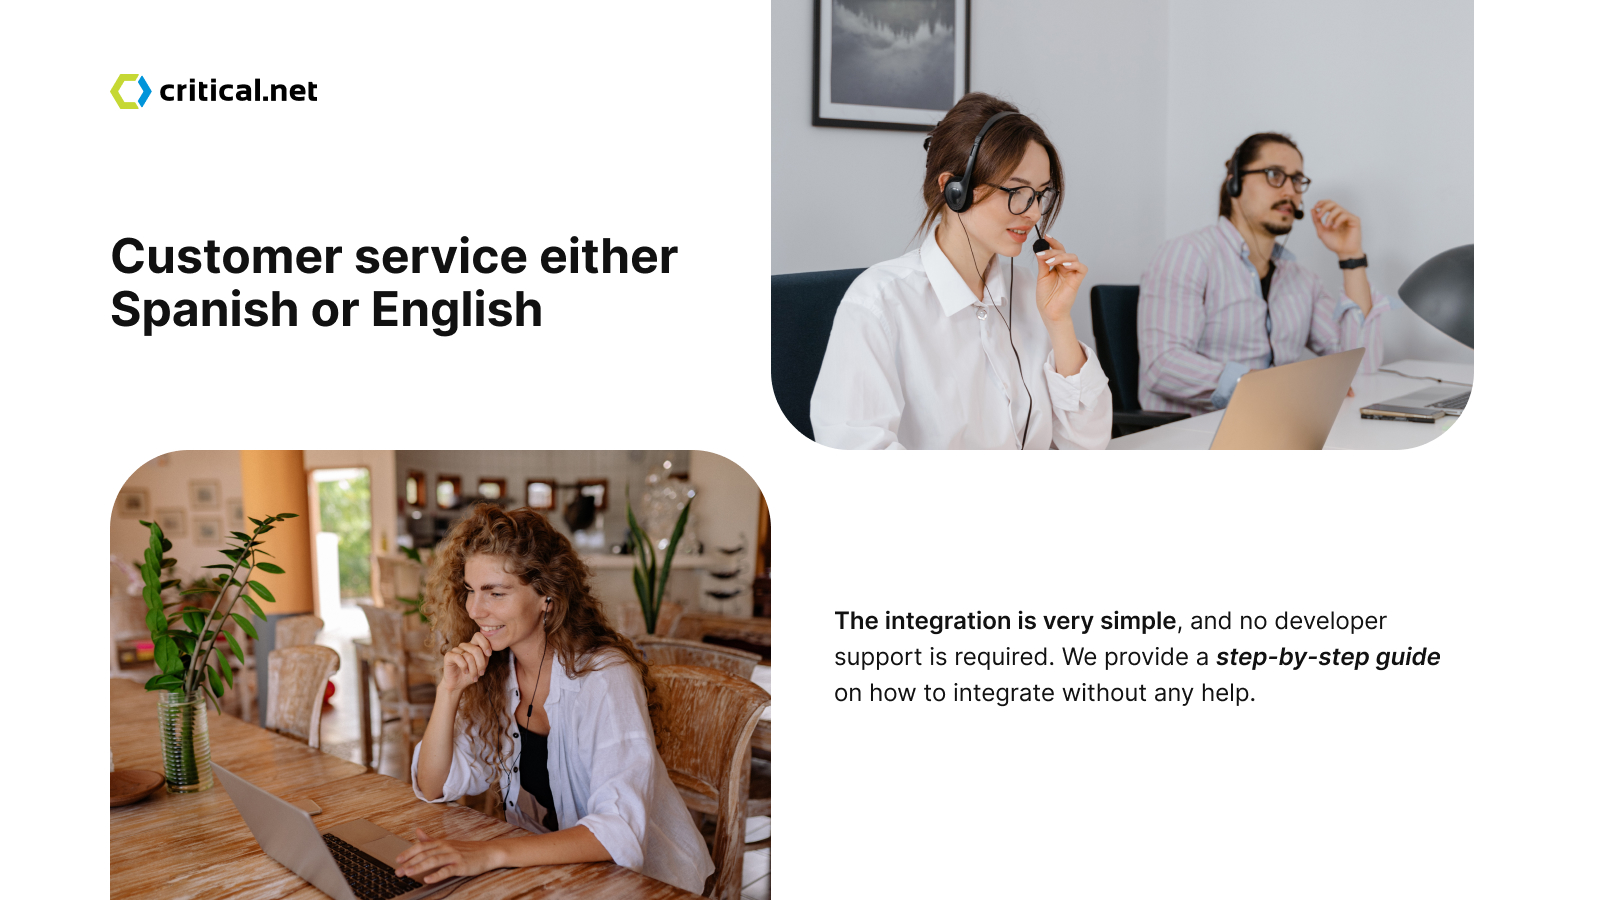 critical.net
Customer service either
Spanish or English
The integration is very simple, and no developer
support is required. We provide a step-by-step guide
on how to integrate without any help.